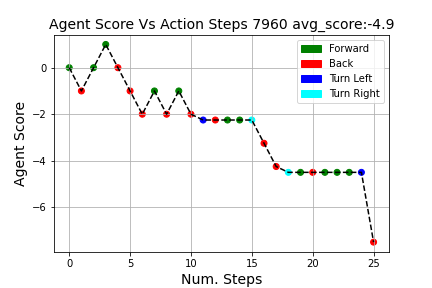 Agent Score Vs Action Steps 7960 avg_score:-4.9
Forward
Back
Turn Left
Turn Right
Agent Score
0
−2
−4
−6
0 5 10 15 20 25
Num. Steps